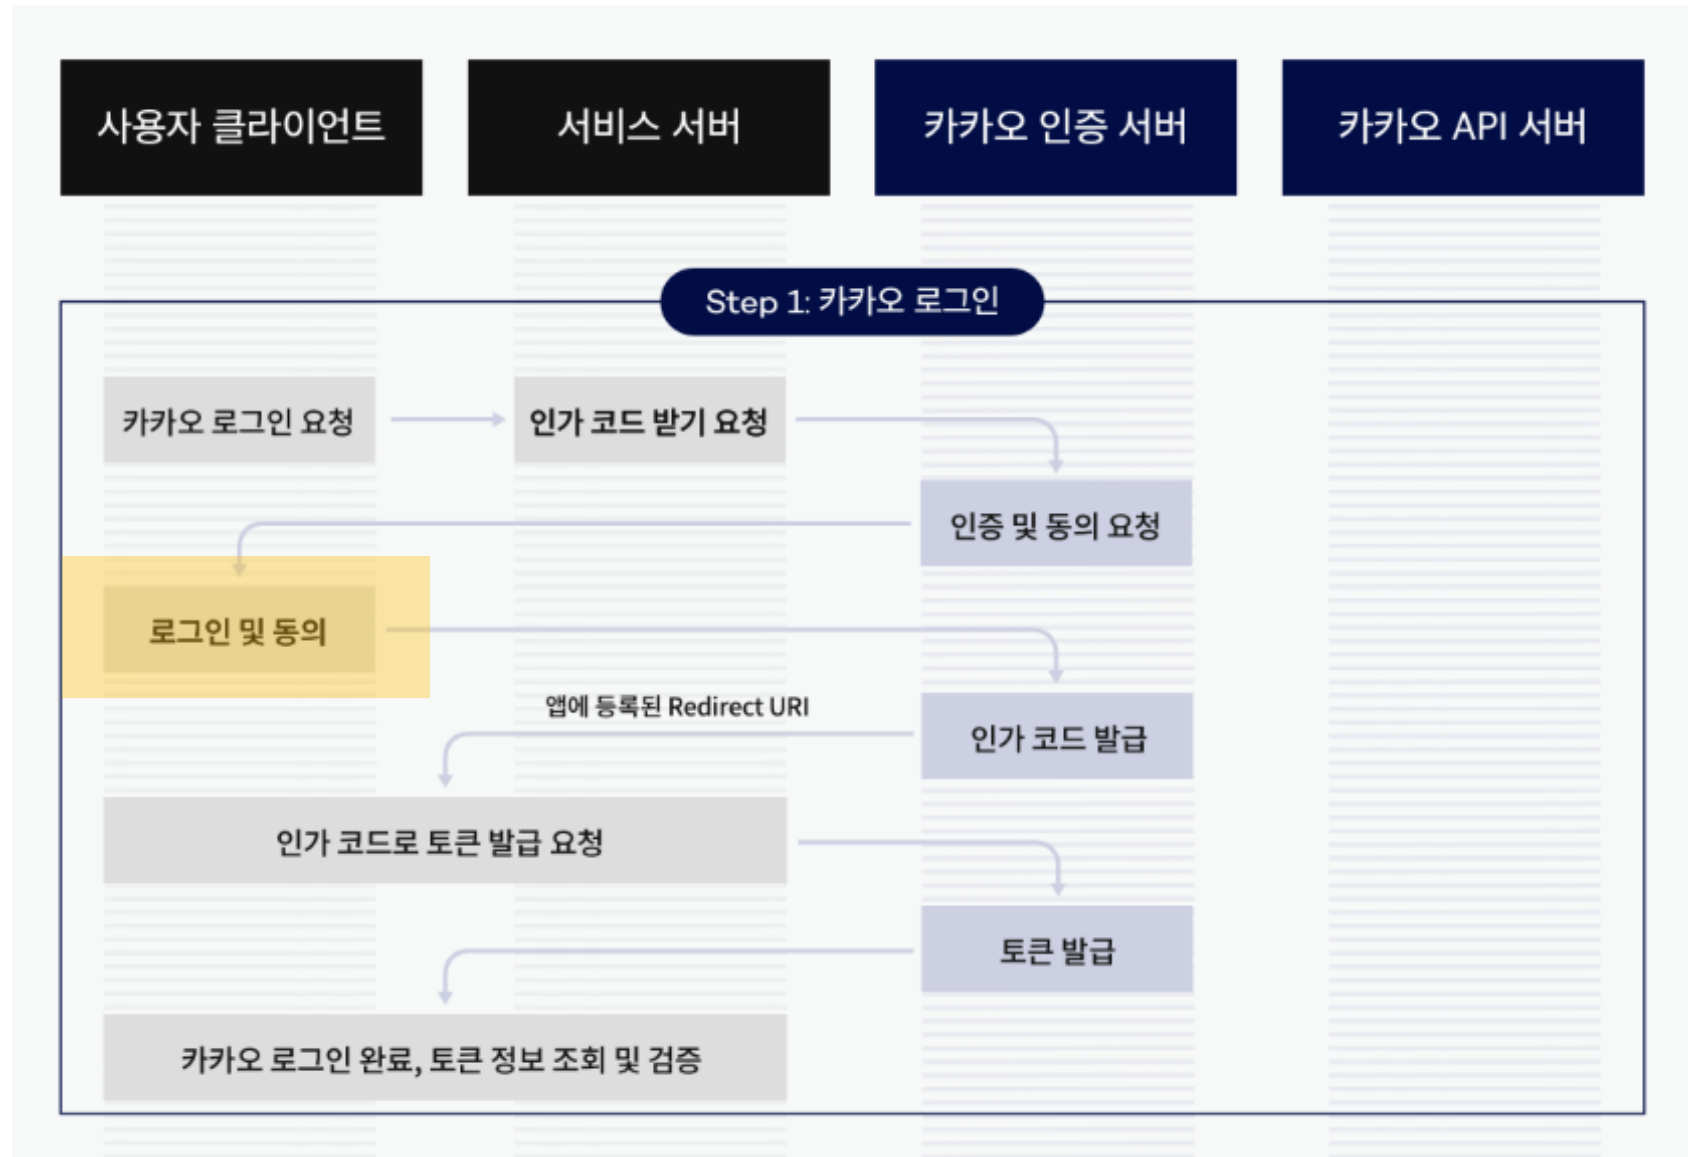 사용자 클라이언트
서비스 서버
카카오 인증 서버
카카오 API 서버
Step 1: 카카오 로그인
카카오 로그인 요청
인가 코드 받기 요청
인증 및 동의 요청
로그인 및 동의
앱에 등록된 Redirect URI
인가 코드 발급
인가 코드로 토큰 발급 요청
토큰 발급
카카오 로그인 완료, 토큰 정보 조회 및 검증